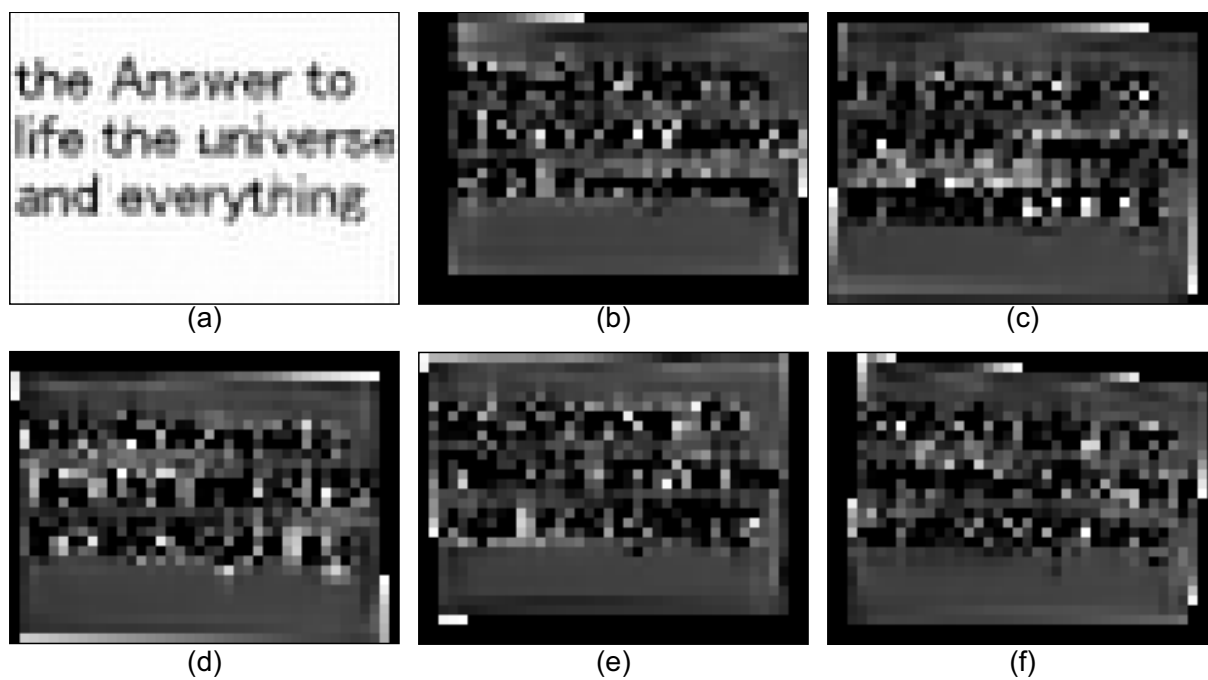 the Answer to
life the universe
and everything
(a)
(b)
(c)
(d)
(e)
(f)